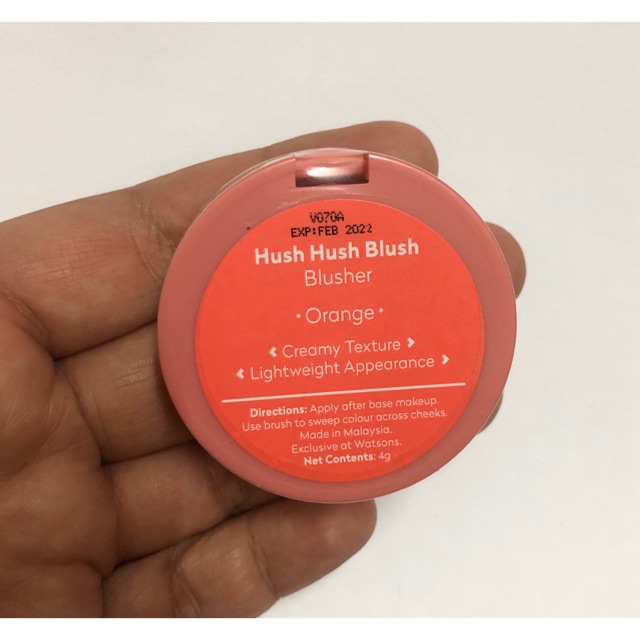 V070A
EXP:FEB 2022
Hush Hush Blush
Blusher
• Orange •
Creamy Texture
Lightweight Appearance
Directions: Apply after base makeup.
Use brush to sweep colour across cheeks.
Made in Malaysia.
Exclusive at Watsons.
Net Contents: 4g